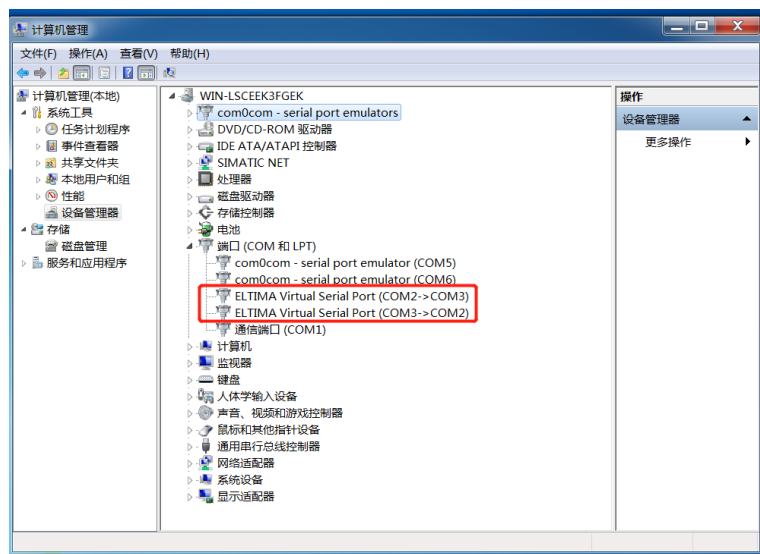 计算机管理
文件(F) 操作(A) 查看(V) 帮助(H)
计算机管理(本地)
系统工具
任务计划程序
事件查看器
共享文件夹
本地用户和组
性能
设备管理器
存储
磁盘管理
服务和应用程序
WIN-LSCEEK3FGEK
com0com - serial port emulators
DVD/CD-ROM 驱动器
IDE ATA/ATAPI 控制器
SIMATIC NET
处理器
磁盘驱动器
存储控制器
电池
端口 (COM 和 LPT)
com0com - serial port emulator (COM5)
com0com - serial port emulator (COM6)
ELTIMA Virtual Serial Port (COM2->COM3)
ELTIMA Virtual Serial Port (COM3->COM2)
通信端口 (COM1)
计算机
监视器
键盘
人体学输入设备
声音、视频和游戏控制器
鼠标和其他指针设备
通用串行总线控制器
网络适配器
系统设备
显示适配器
操作
设备管理器
更多操作